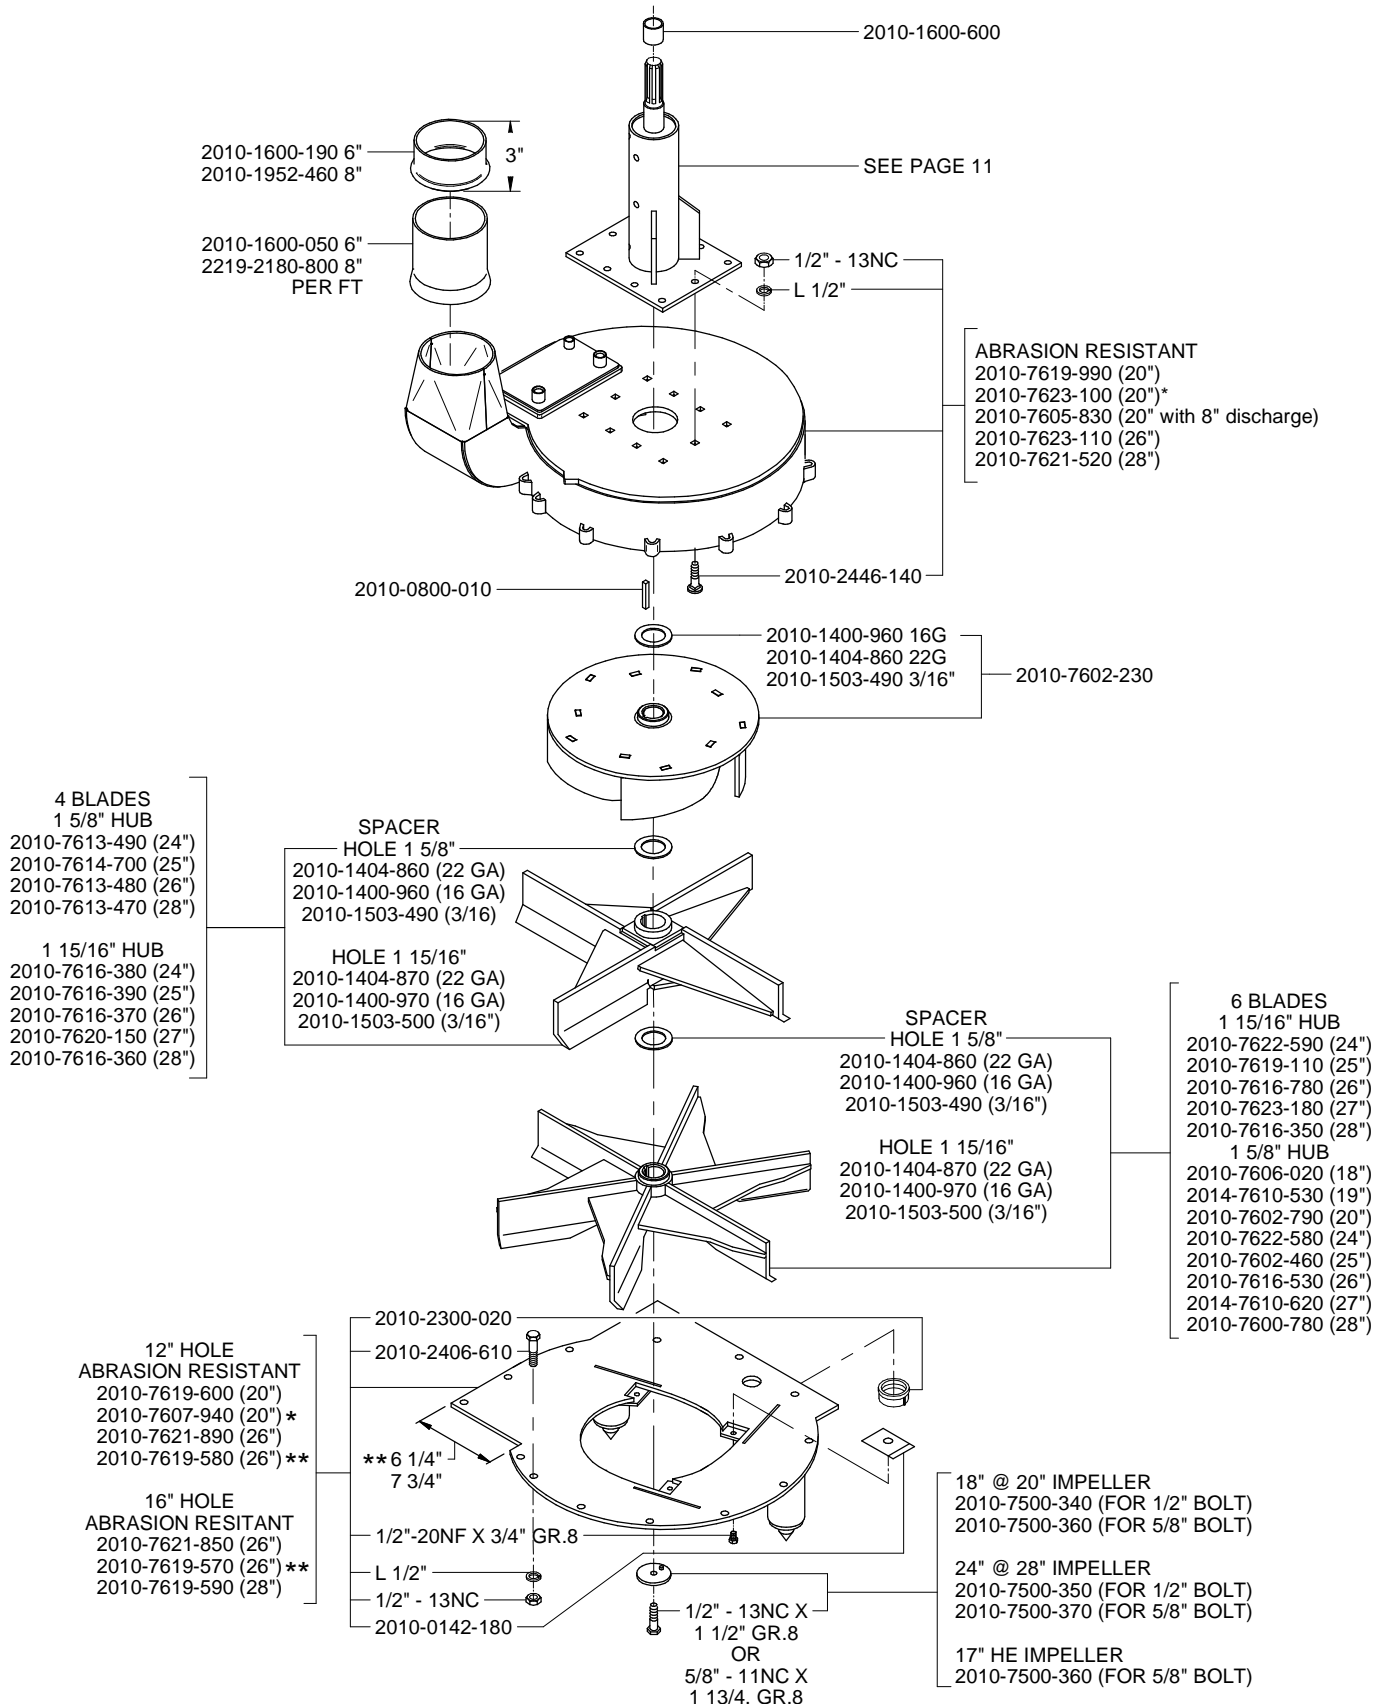 2010-1600-600
2010-1600-190 6"
2010-1952-460 8"
3"
SEE PAGE 11
2010-1600-050 6"
2219-2180-800 8"
PER FT
1/2" - 13NC
L 1/2"
ABRASION RESISTANT
2010-7619-990 (20")
2010-7623-100 (20")*
2010-7605-830 (20" with 8" discharge)
2010-7623-110 (26")
2010-7621-520 (28")
2010-2446-140
2010-0800-010
2010-1400-960 16G
2010-1404-860 22G
2010-1503-490 3/16"
2010-7602-230
4 BLADES
1 5/8" HUB
2010-7613-490 (24")
2010-7614-700 (25")
2010-7613-480 (26")
2010-7613-470 (28")
1 15/16" HUB
2010-7616-380 (24")
2010-7616-390 (25")
2010-7616-370 (26")
2010-7620-150 (27")
2010-7616-360 (28")
SPACER
HOLE 1 5/8"
2010-1404-860 (22 GA)
2010-1400-960 (16 GA)
2010-1503-490 (3/16)
HOLE 1 15/16"
2010-1404-870 (22 GA)
2010-1400-970 (16 GA)
2010-1503-500 (3/16")
SPACER
HOLE 1 5/8"
2010-1404-860 (22 GA)
2010-1400-960 (16 GA)
2010-1503-490 (3/16")
HOLE 1 15/16"
2010-1404-870 (22 GA)
2010-1400-970 (16 GA)
2010-1503-500 (3/16")
6 BLADES
1 15/16" HUB
2010-7622-590 (24")
2010-7619-110 (25")
2010-7616-780 (26")
2010-7623-180 (27")
2010-7616-350 (28")
1 5/8" HUB
2010-7606-020 (18")
2014-7610-530 (19")
2010-7602-790 (20")
2010-7622-580 (24")
2010-7602-460 (25")
2010-7616-530 (26")
2014-7610-620 (27")
2010-7600-780 (28")
12" HOLE
ABRASION RESISTANT
2010-7619-600 (20")
2010-7607-940 (20") *
2010-7621-890 (26")
2010-7619-580 (26") **
16" HOLE
ABRASION RESITANT
2010-7621-850 (26")
2010-7619-570 (26") **
2010-7619-590 (28")
2010-2300-020
2010-2406-610
** 6 1/4"
7 3/4"
1/2"-20NF X 3/4" GR.8
L 1/2"
1/2" - 13NC
2010-0142-180
1/2" - 13NC X
1 1/2" GR.8
OR
5/8" - 11NC X
1 13/4. GR.8
18" @ 20" IMPELLER
2010-7500-340 (FOR 1/2" BOLT)
2010-7500-360 (FOR 5/8" BOLT)
24" @ 28" IMPELLER
2010-7500-350 (FOR 1/2" BOLT)
2010-7500-370 (FOR 5/8" BOLT)
17" HE IMPELLER
2010-7500-360 (FOR 5/8" BOLT)